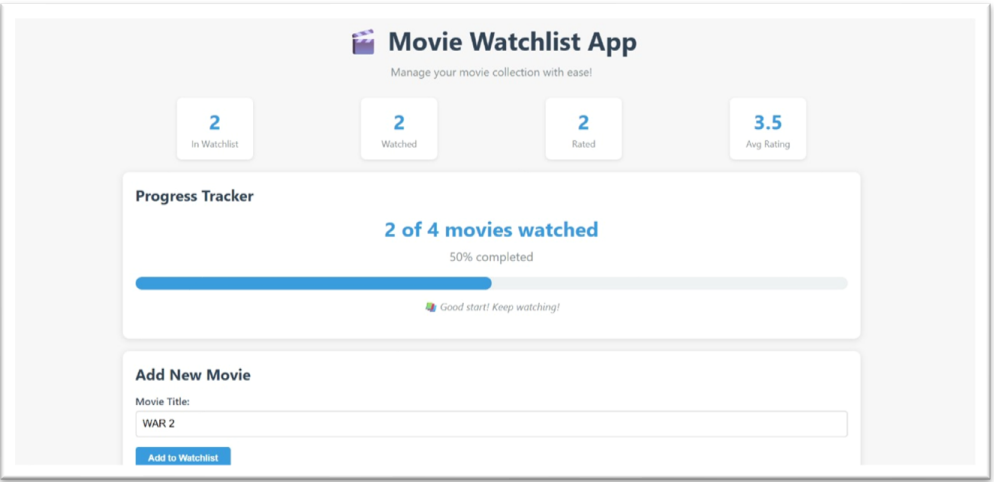 Movie Watchlist App
Manage your movie collection with ease!
2
In Watchlist
2
Watched
2
Rated
3.5
Avg Rating
Progress Tracker
2 of 4 movies watched
50% completed
Good start! Keep watching!
Add New Movie
Movie Title:
WAR 2
Add to Watchlist